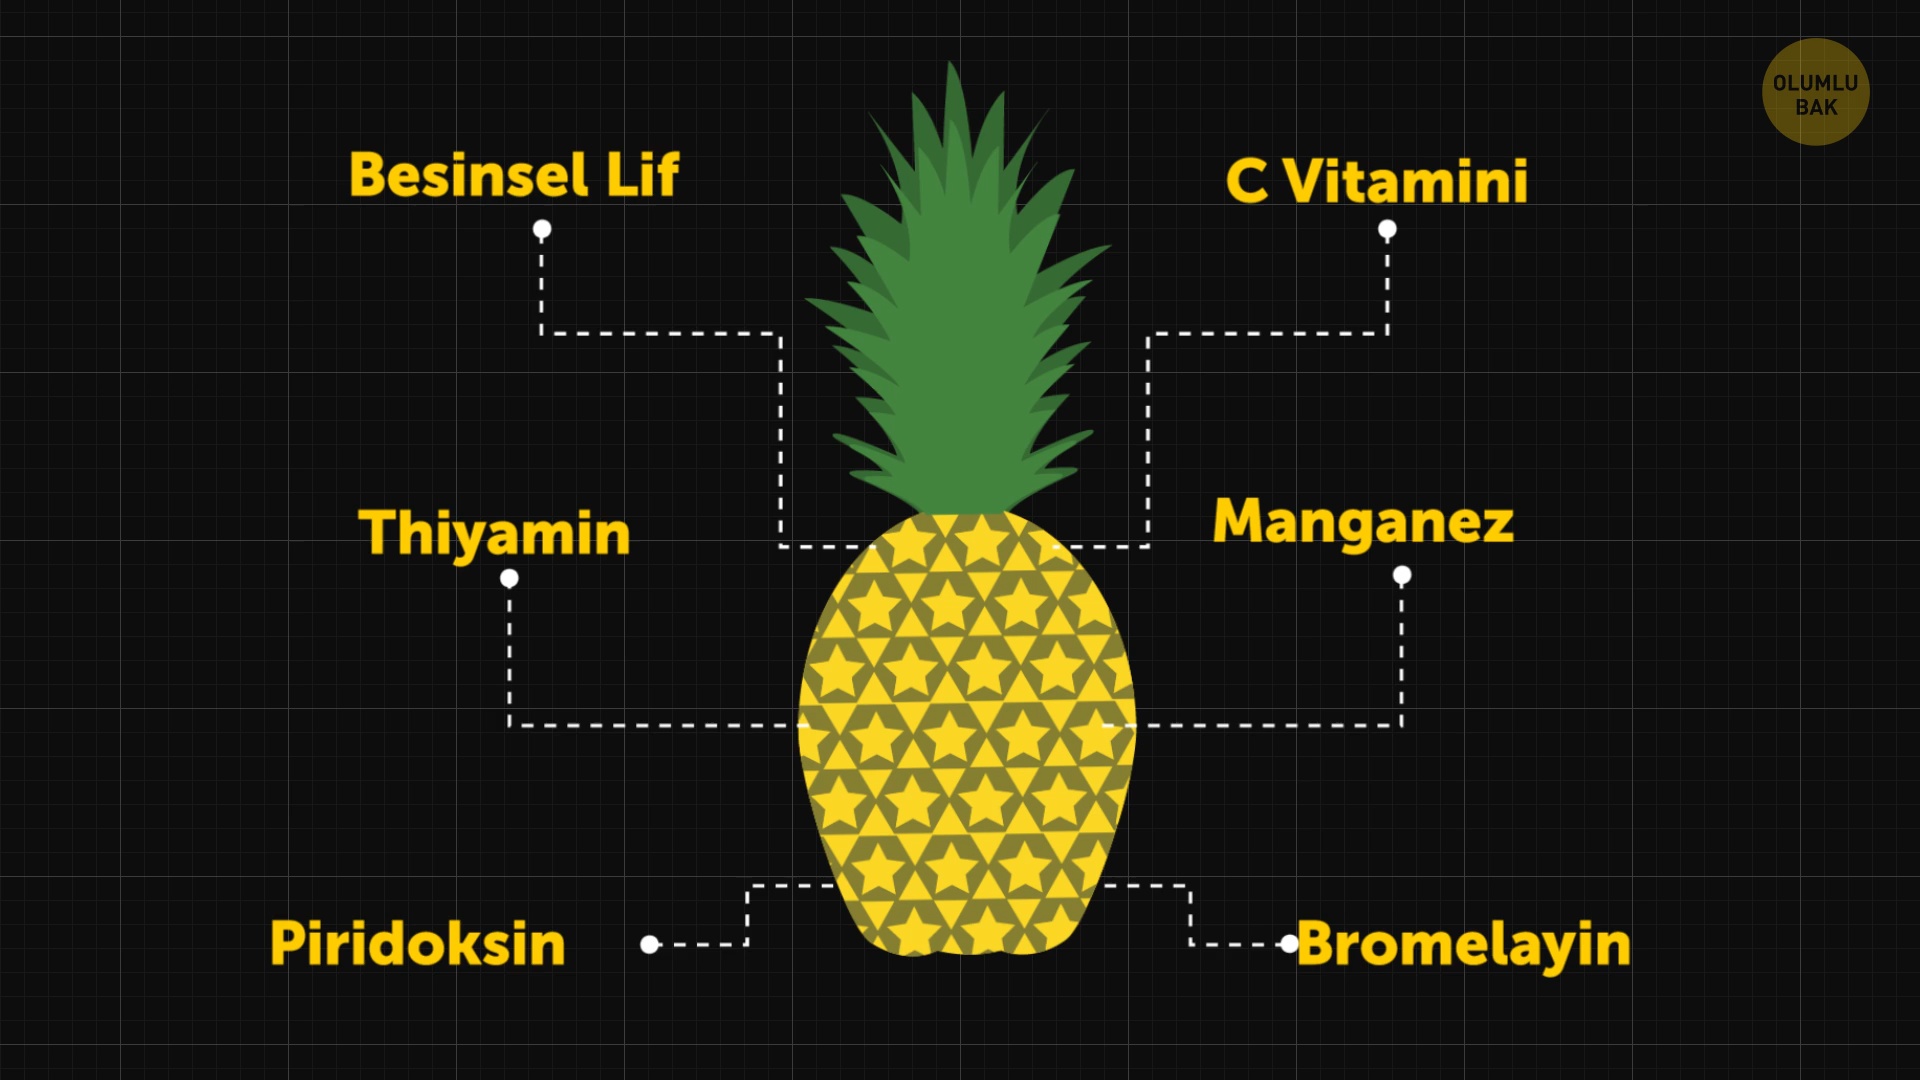 OLUMLU
BAK
Besinsel Lif
C Vitamini
Thiyamin
Manganez
Piridoksin
Bromelayin